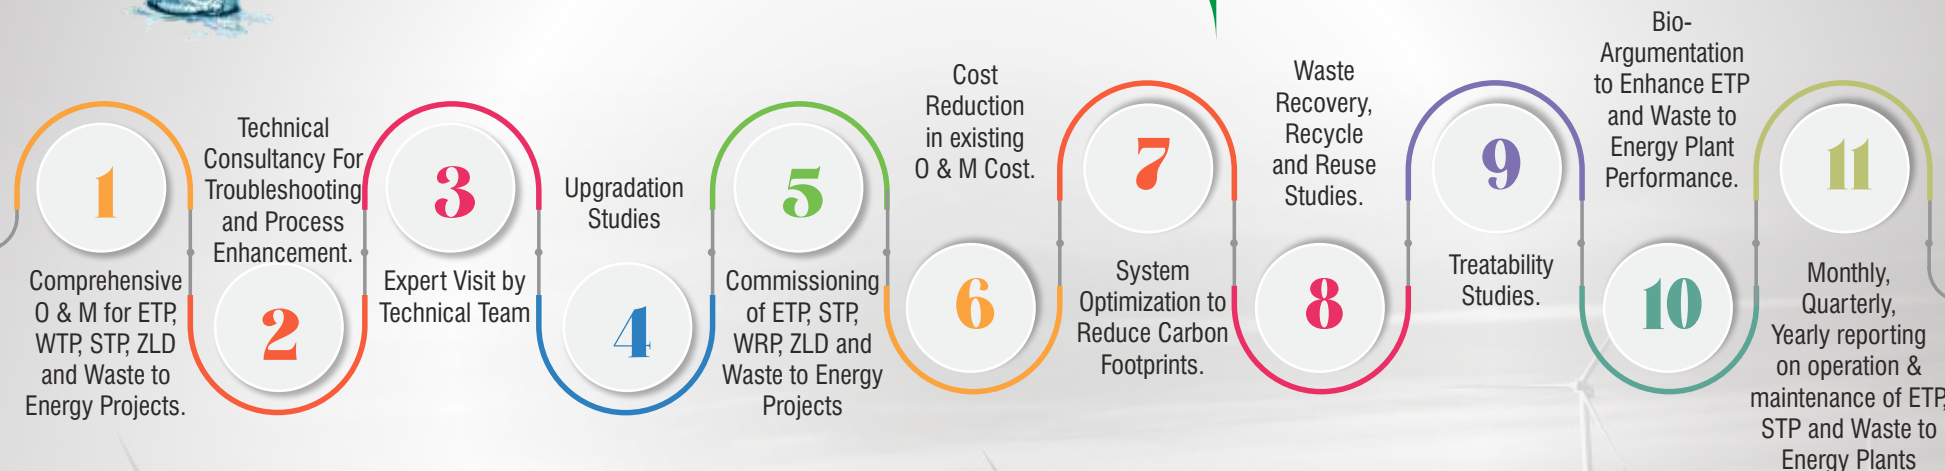 1
Comprehensive
O & M for ETP,
WTP, STP, ZLD
and Waste to
Energy Projects.
Technical
Consultancy For
Troubleshooting
and Process
Enhancement.
2
3
Expert Visit by
Technical Team
Upgradation
Studies
4
5
Commissioning
of ETP, STP,
WRP, ZLD and
Waste to Energy
Projects
Cost
Reduction
in existing
O & M Cost.
6
7
System
Optimization to
Reduce Carbon
Footprints.
Waste
Recovery,
Recycle
and Reuse
Studies.
8
9
Treatability
Studies.
Bio-
Argumentation
to Enhance ETP
and Waste to
Energy Plant
Performance.
10
11
Monthly,
Quarterly,
Yearly reporting
on operation &
maintenance of ETP,
STP and Waste to
Energy Plants